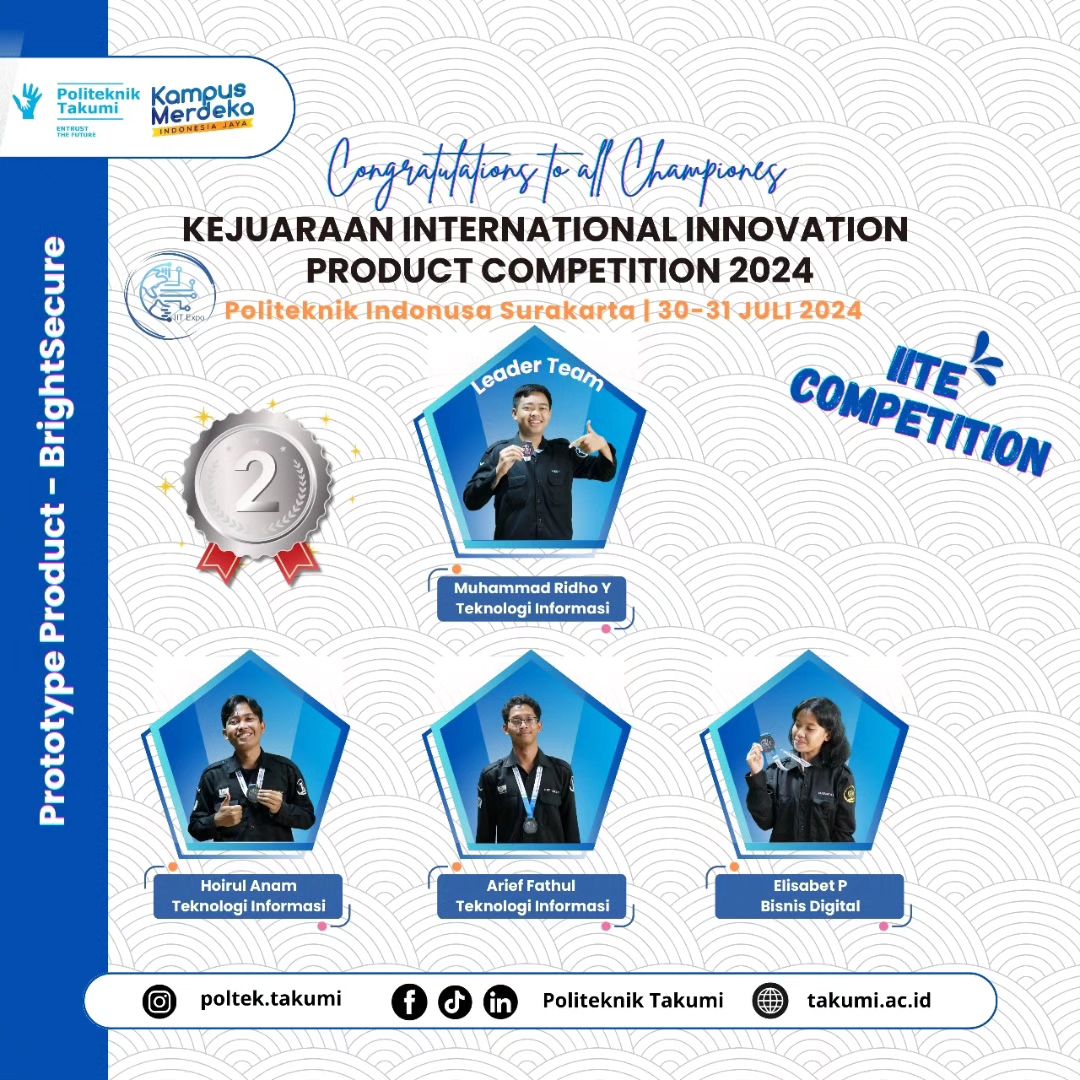 Politeknik
Takumi
ENTRUST
THE FUTURE
Kampus
Merdeka
INDONESIA JAYA
Congratulations to all Championes
KEJUARAAN INTERNATIONAL INNOVATION
PRODUCT COMPETITION 2024
IIT Expo
Politeknik Indonusa Surakarta | 30-31 JULI 2024
Prototype Product - BrightSecure
IITE
COMPETITION
2
Leader Team
Muhammad Ridho Y
Teknologi Informasi
Hoirul Anam
Teknologi Informasi
Arief Fathul
Teknologi Informasi
Elisabet P
Bisnis Digital
poltek.takumi
Politeknik Takumi
takumi.ac.id